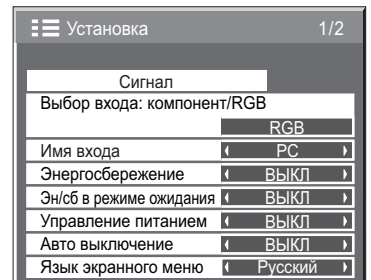 Установка 1/2
Сигнал
Выбор входа: компонент/RGB
RGB
Имя входа PC
Энергосбережение ВЫКЛ
Эн/сб в режиме ожидания ВЫКЛ
Управление питанием ВЫКЛ
Авто выключение ВЫКЛ
Язык экранного меню Русский